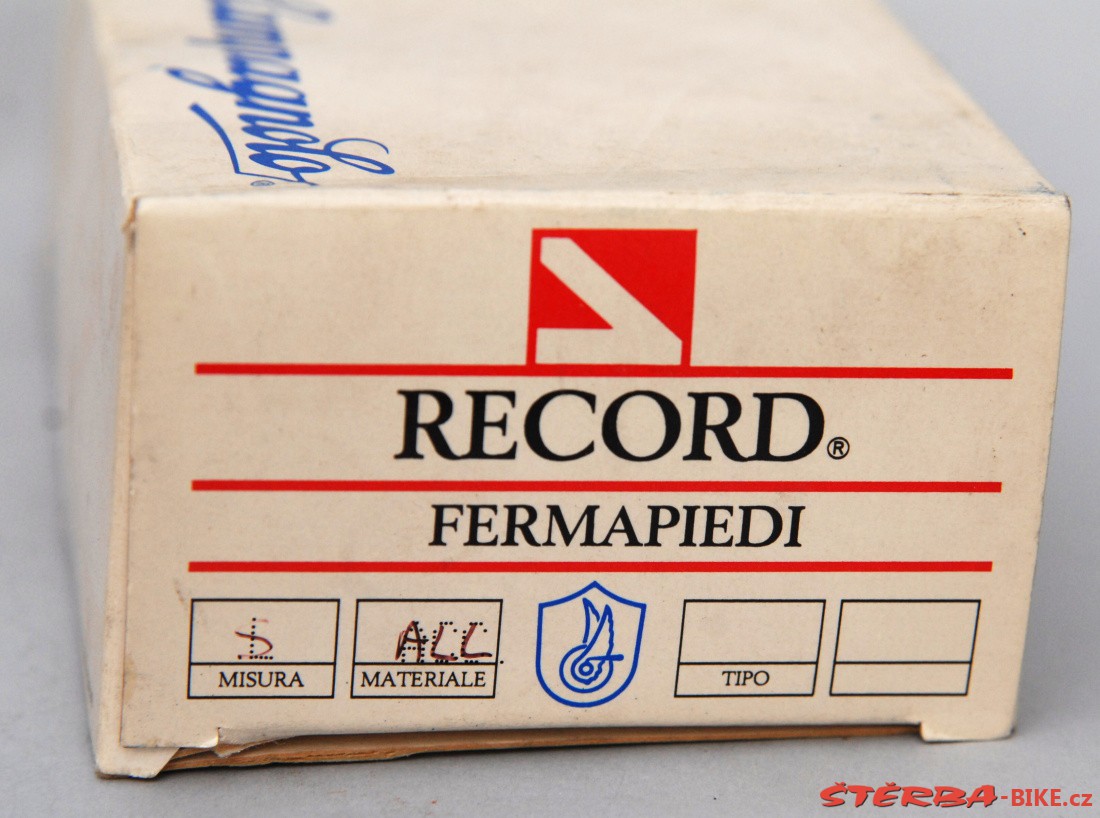 Campagnolo®
RECORD®
FERMAPIEDI
ALL.
MISURA
MATERIALE
TIPO
ŠTĚRBA-BIKE.cz